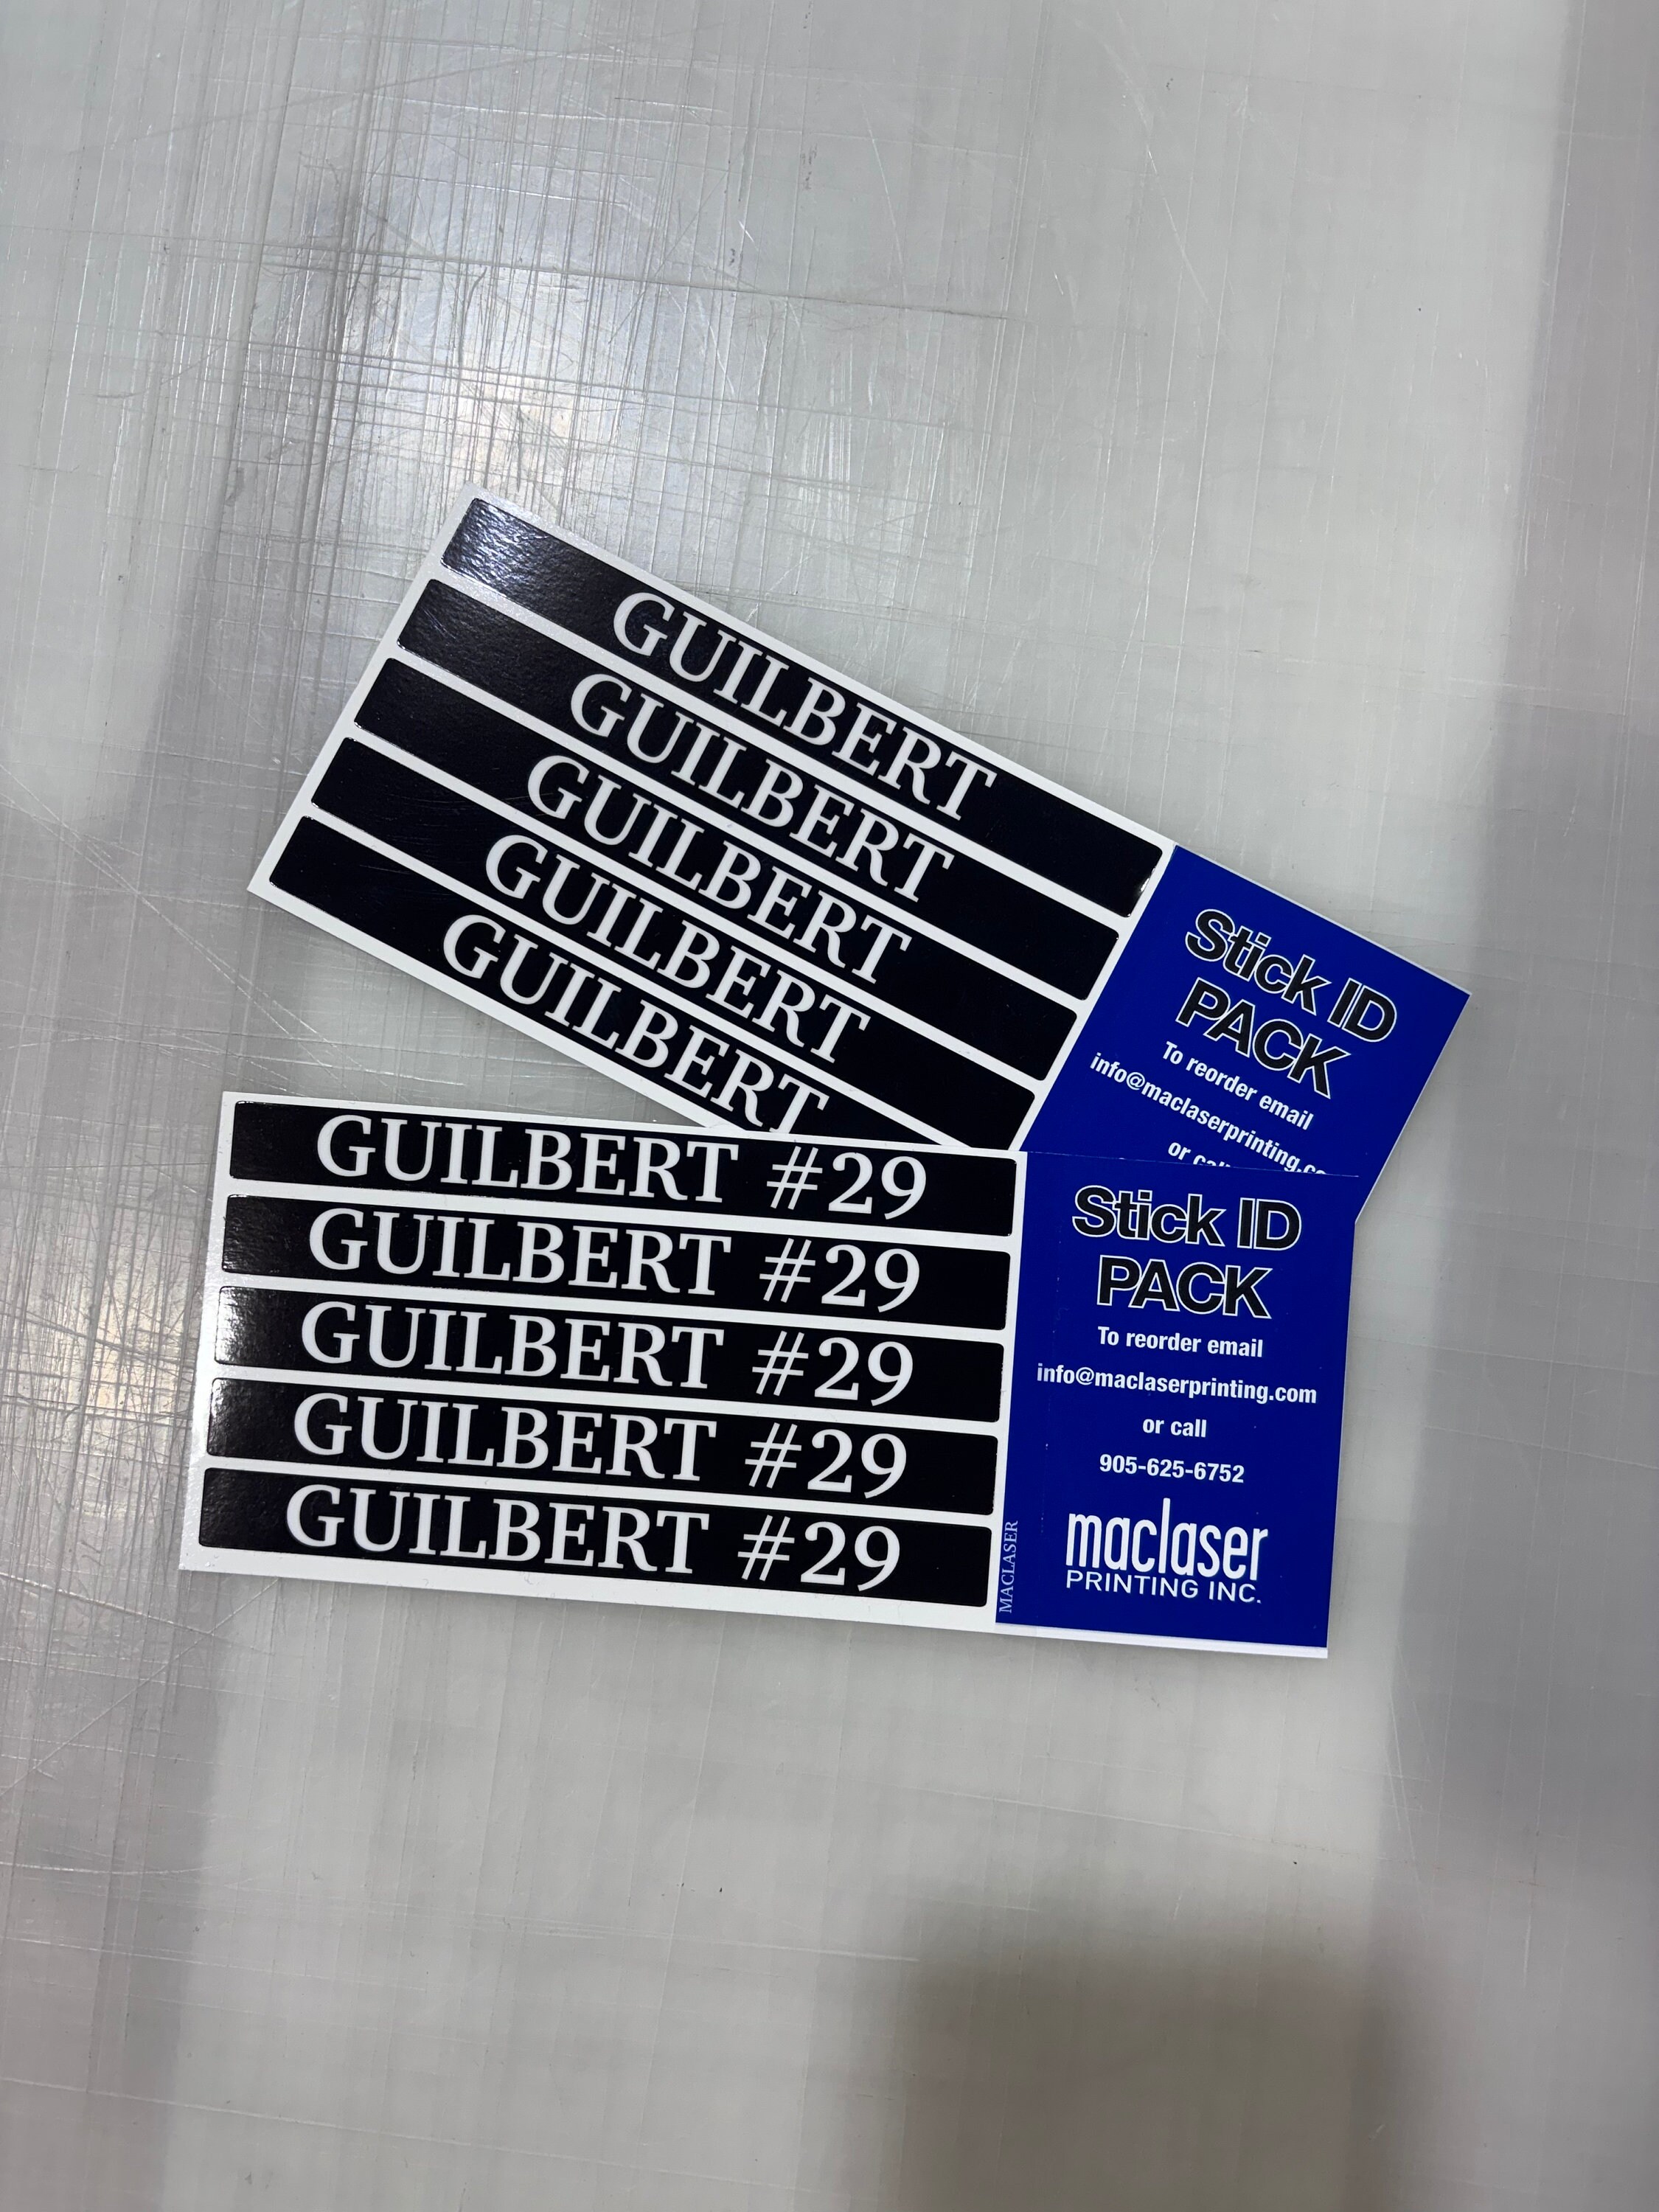 GUILBERT
GUILBERT
GUILBERT
GUILBERT
GUILBERT
Stick ID
PACK
To reorder email
info@maclaserprinting.co
or call
GUILBERT #29
GUILBERT #29
GUILBERT #29
GUILBERT #29
GUILBERT #29
MACLASER
Stick ID
PACK
To reorder email
info@maclaserprinting.com
or call
905-625-6752
maclaser
PRINTING INC.